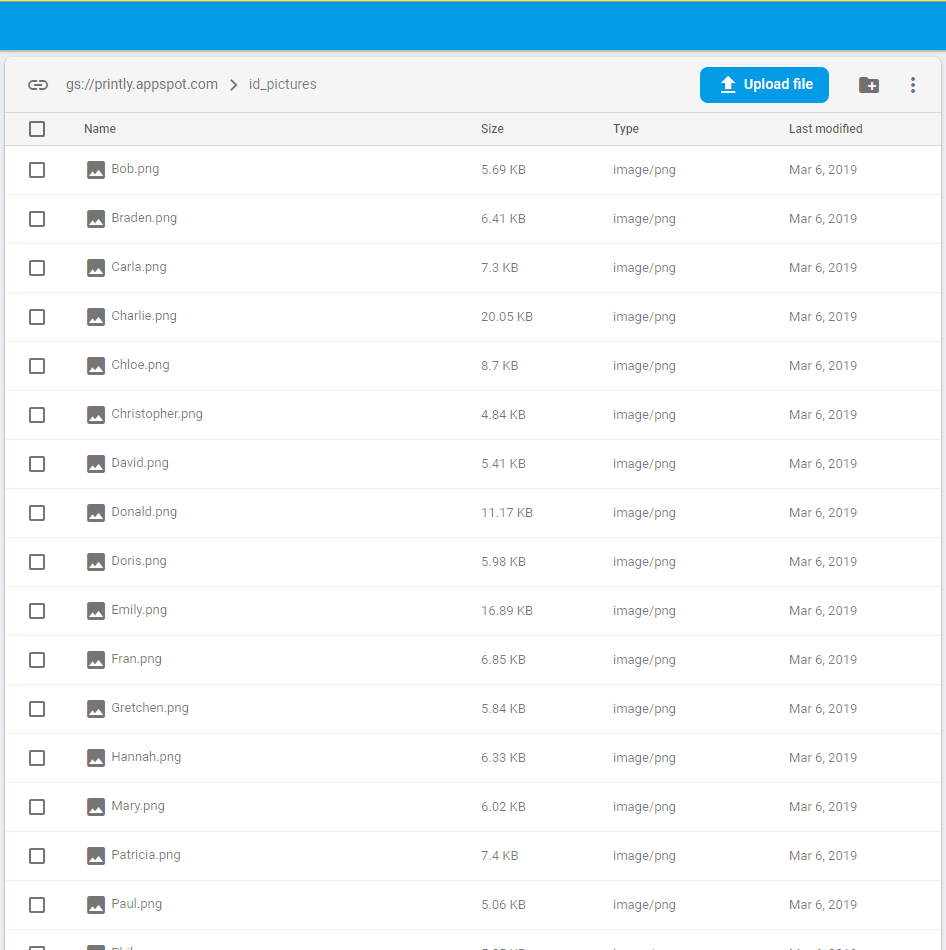 gs://printly.appspot.com > id_pictures Upload file
Name Size Type Last modified
Bob.png 5.69 KB image/png Mar 6, 2019
Braden.png 6.41 KB image/png Mar 6, 2019
Carla.png 7.3 KB image/png Mar 6, 2019
Charlie.png 20.05 KB image/png Mar 6, 2019
Chloe.png 8.7 KB image/png Mar 6, 2019
Christopher.png 4.84 KB image/png Mar 6, 2019
David.png 5.41 KB image/png Mar 6, 2019
Donald.png 11.17 KB image/png Mar 6, 2019
Doris.png 5.98 KB image/png Mar 6, 2019
Emily.png 16.89 KB image/png Mar 6, 2019
Fran.png 6.85 KB image/png Mar 6, 2019
Gretchen.png 5.84 KB image/png Mar 6, 2019
Hannah.png 6.33 KB image/png Mar 6, 2019
Mary.png 6.02 KB image/png Mar 6, 2019
Patricia.png 7.4 KB image/png Mar 6, 2019
Paul.png 5.06 KB image/png Mar 6, 2019